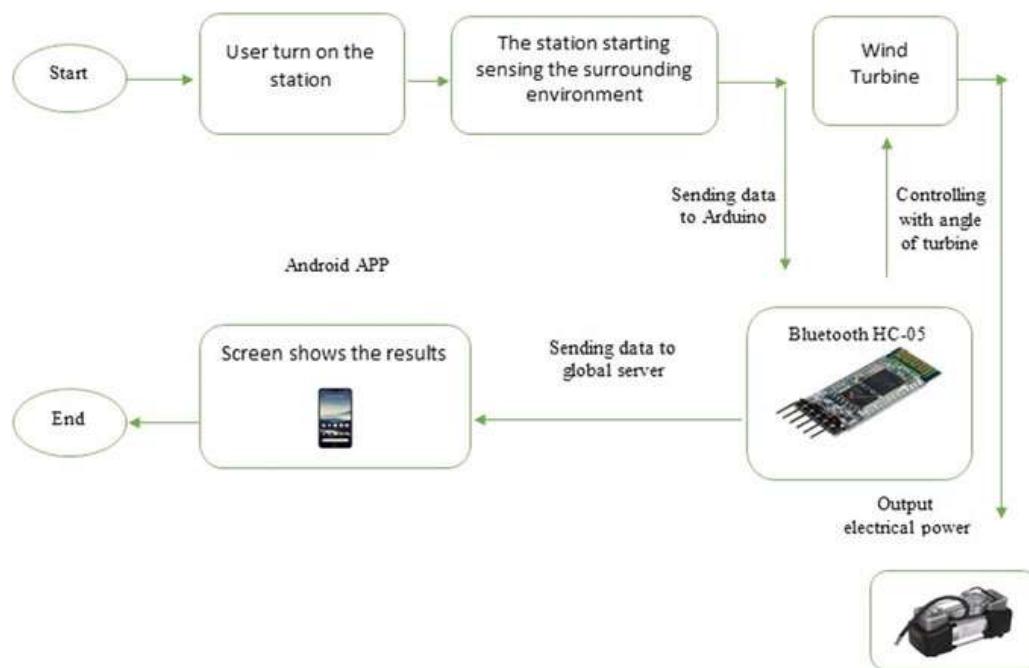 Start
User turn on the
station
The station starting
sensing the surrounding
environment
Wind
Turbine
Sending data
to Arduino
Controlling
with angle
of turbine
Android APP
Bluetooth HC-05
Sending data to
global server
Screen shows the results
End
Output
electrical power